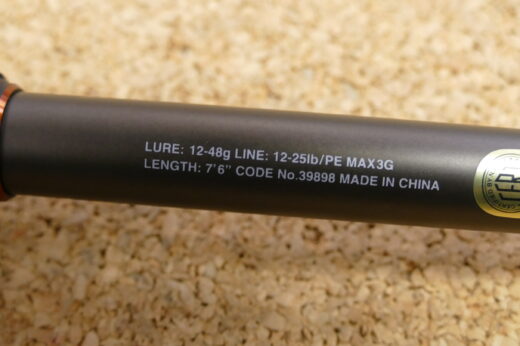 LURE: 12-48g LINE: 12-25lb/PE MAX3G
LENGTH: 7'6" CODE No.39898 MADE IN CHINA